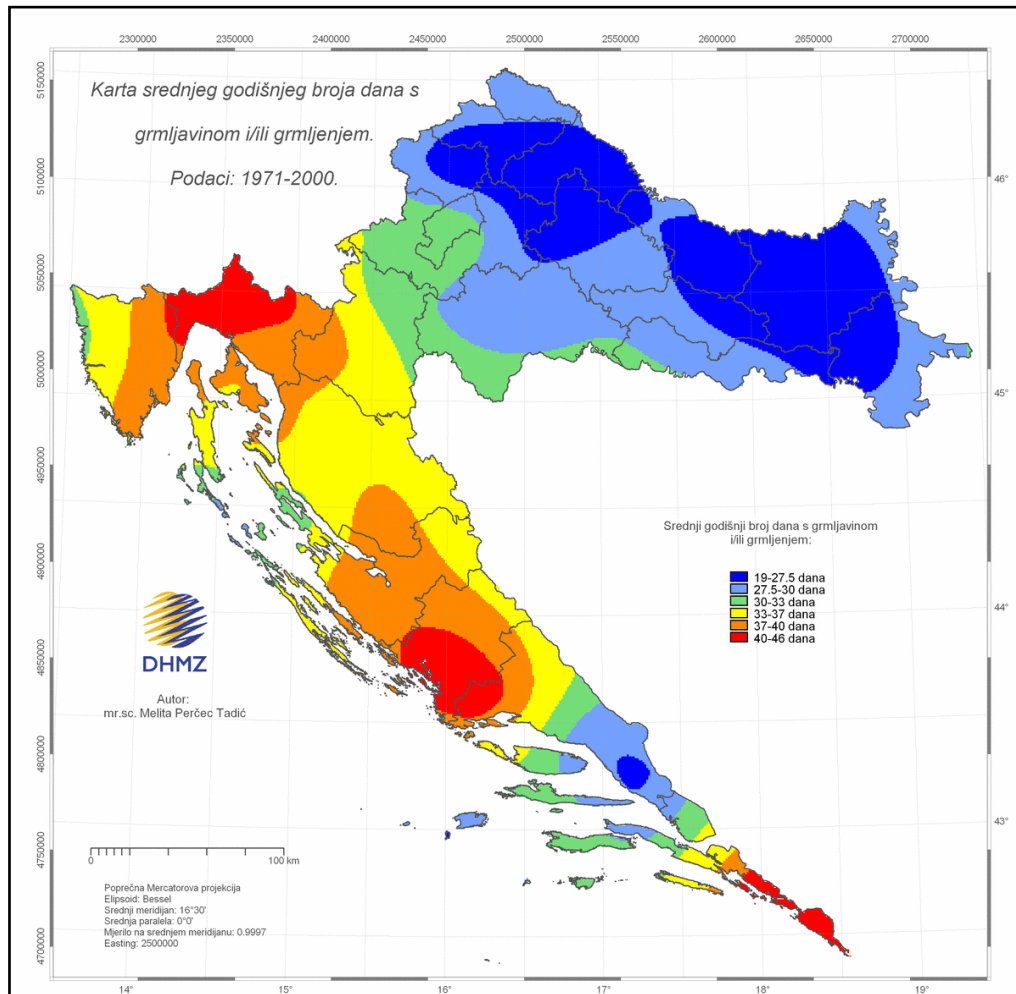 2300000 2350000 2400000 2450000 2500000 2550000 2600000 2650000 2700000
Karta srednjeg godišnjeg broja dana s
grmljavinom i/ili grmljenjem.
Podaci: 1971-2000.
5150000
5100000
5050000
5000000
4950000
4900000
4850000
4800000
4750000
4700000
46°
45°
44°
43°
Srednji godišnji broj dana s grmljavinom
i/ili grmljenjem:
19-27.5 dana
27.5-30 dana
30-33 dana
33-37 dana
37-40 dana
40-46 dana
DHMZ
Autor:
mr.sc. Melita Perčec Tadić
0 100 km
Poprečna Mercatorova projekcija
Elipsoid: Bessel
Srednji meridijan: 16°30'
Srednja paralela: 0°0'
Mjerilo na srednjem meridijanu: 0.9997
Easting: 2500000
14° 15° 16° 17° 18° 19°